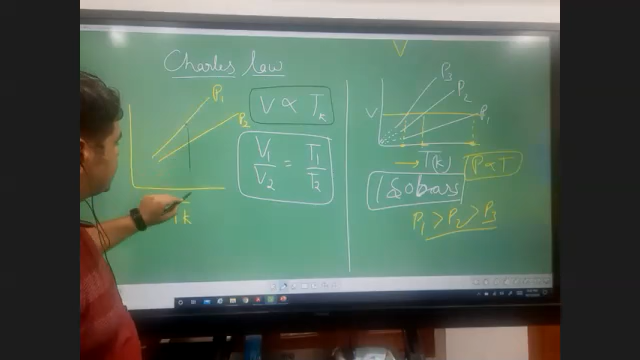 Charles law
P1
P2
V ∝ Tk
V1/V2 = T1/T2
Tk
V
P3
P2
P1
V
→ T(k)
P ∝ T
Isobars
P1 > P2 > P3